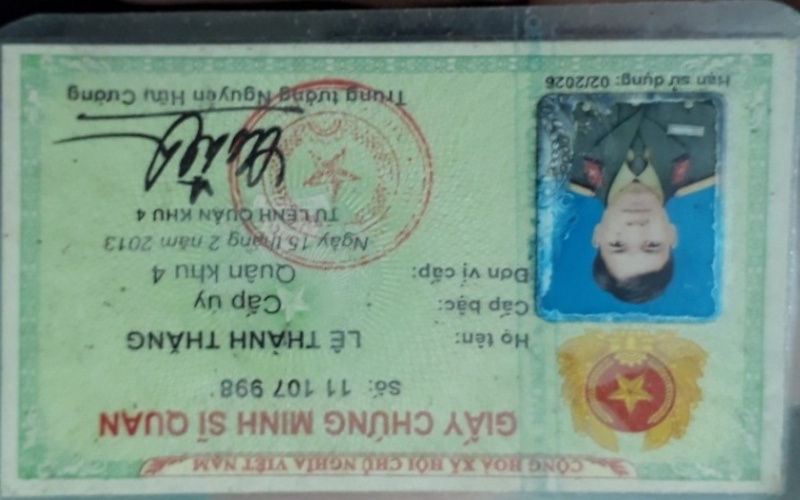 CỘNG HOÀ XÃ HỘI CHỦ NGHĨA VIỆT NAM
GIẤY CHỨNG MINH SĨ QUAN
Số: 11 107 998
Họ tên: LÊ THÀNH THẮNG
Cấp bậc: Cấp úy
Đơn vị cấp: Quân khu 4
Ngày 15 tháng 2 năm 2013
TƯ LỆNH QUÂN KHU 4
Trung tướng Nguyễn Hữu Cường
Hạn sử dụng: 02/2026